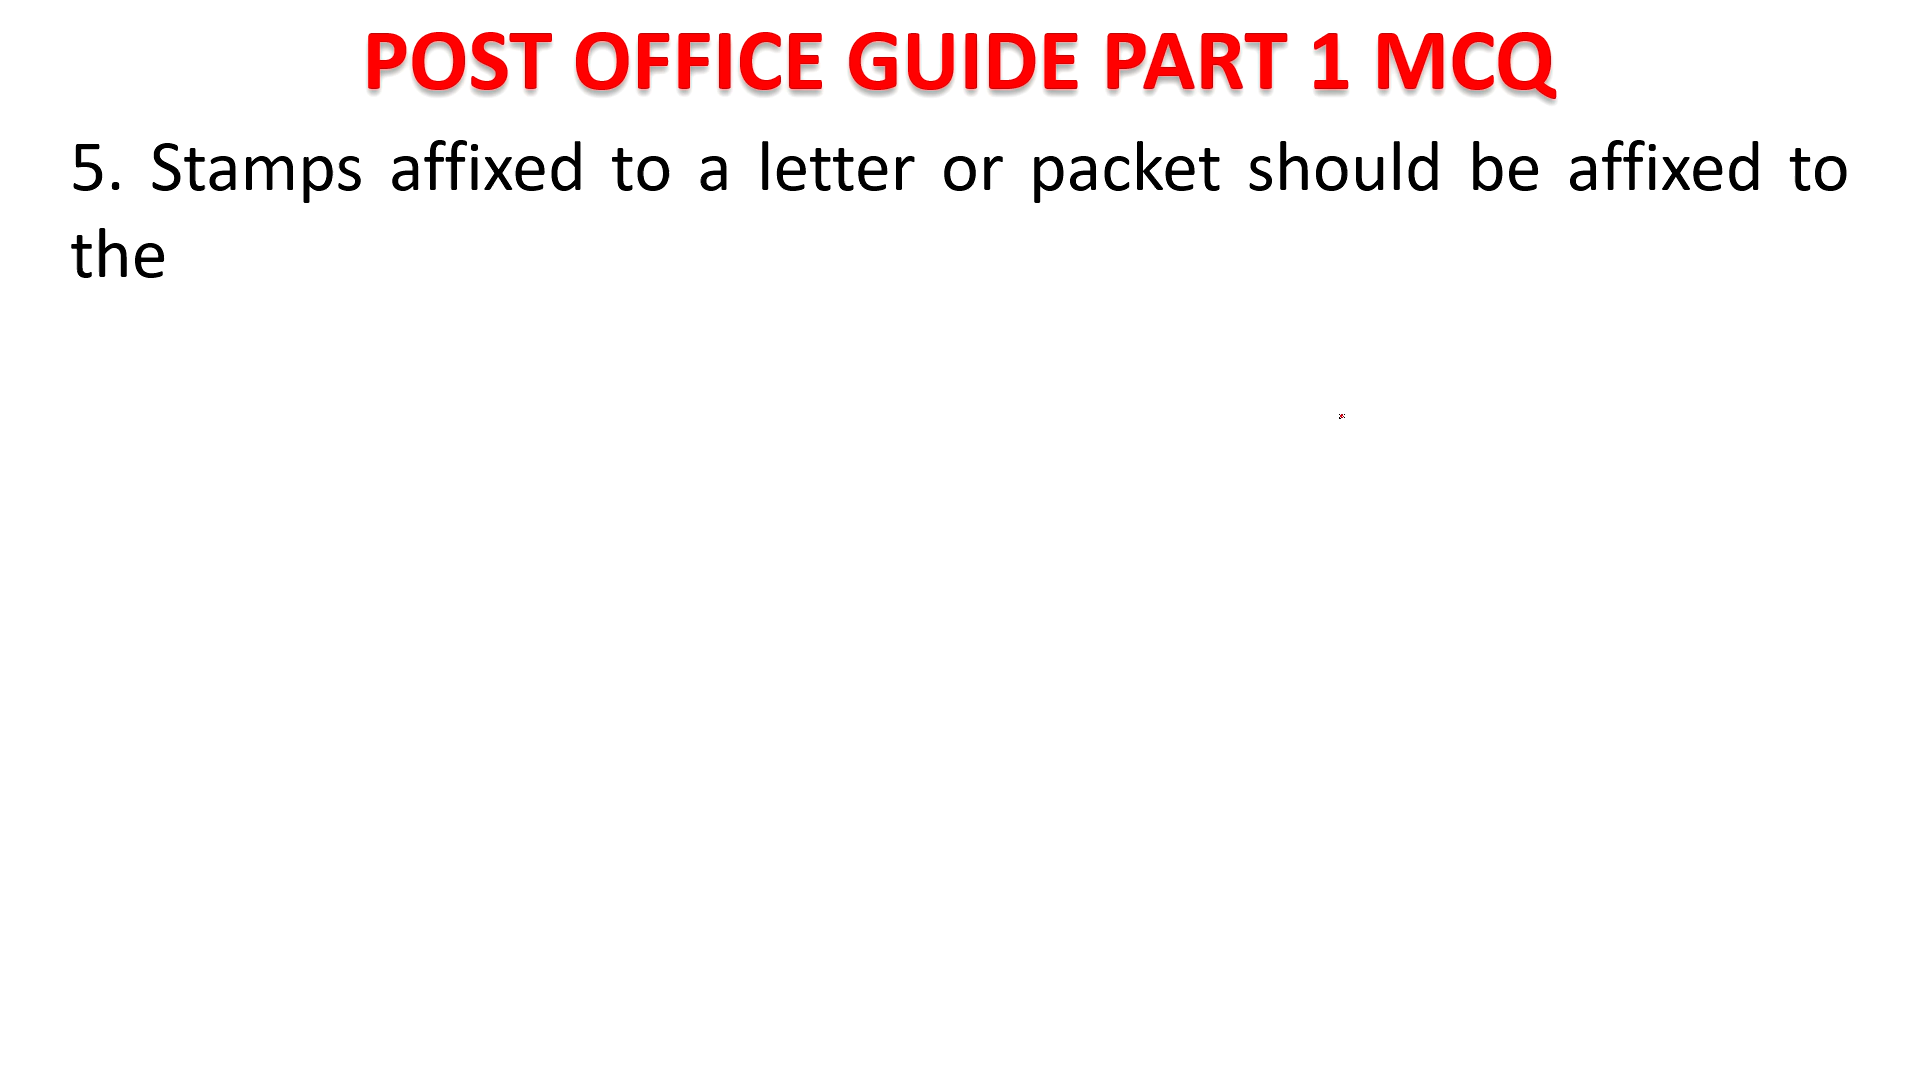 POST OFFICE GUIDE PART 1 MCQ
5. Stamps affixed to a letter or packet should be affixed to
the